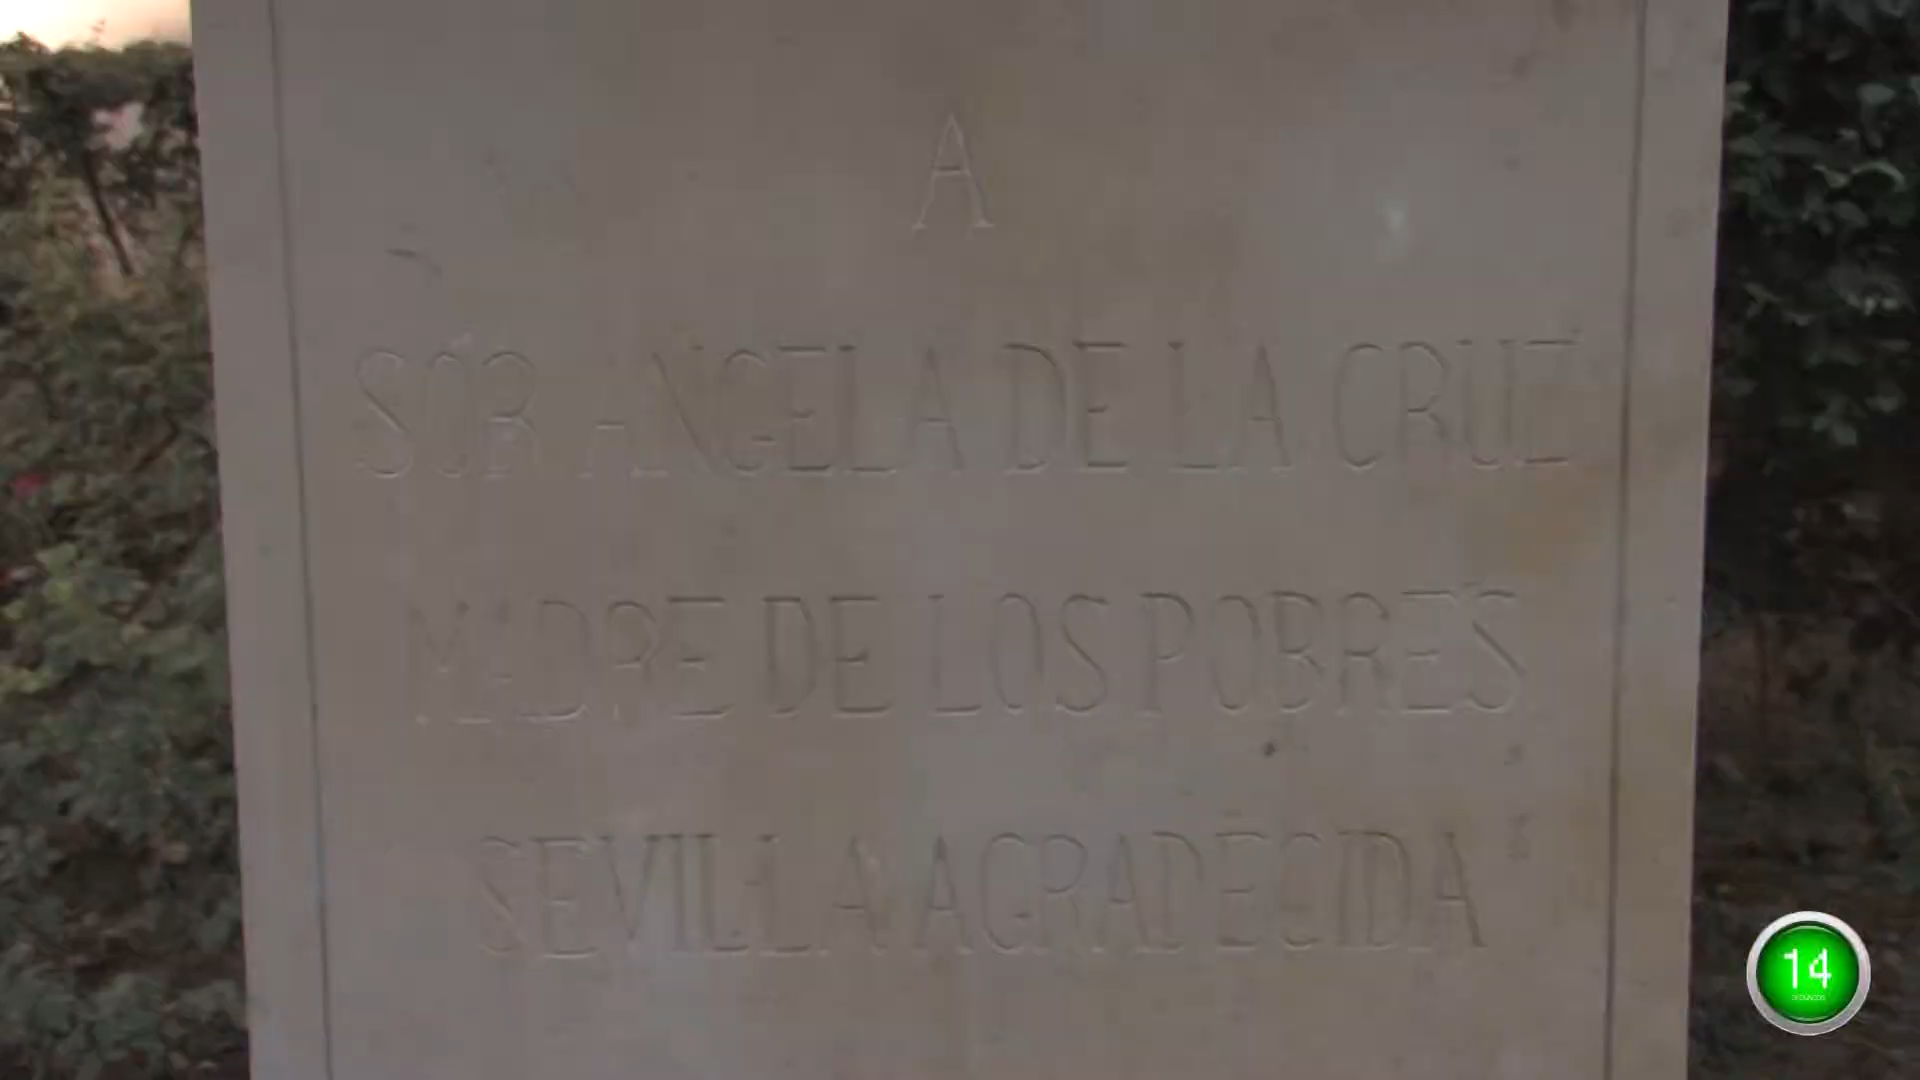 A
SOR ANGELA DE LA CRUZ
MADRE DE LOS POBRES
SEVILLA AGRADECIDA
14